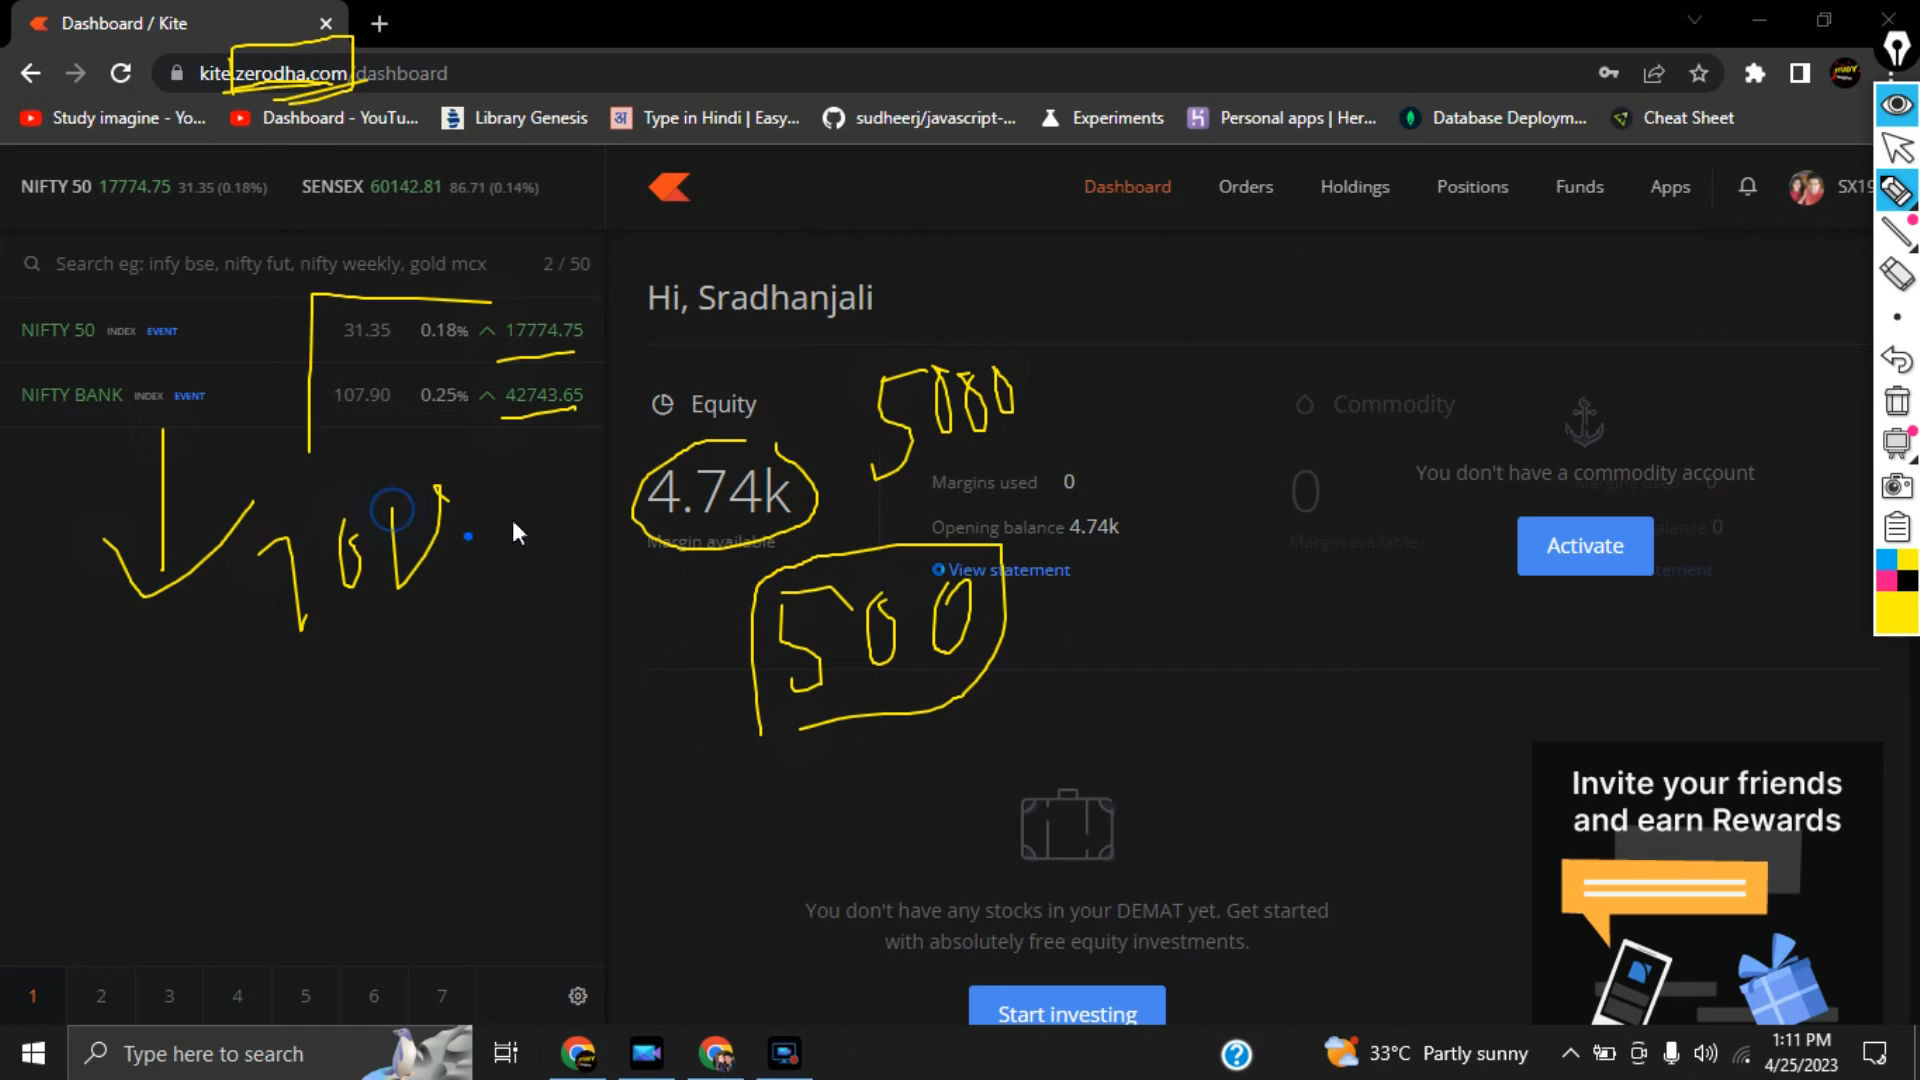 Dashboard / Kite
kite.zerodha.com/dashboard
Study imagine - Yo...
Dashboard - YouTu...
Library Genesis
अ Type in Hindi | Easy...
sudheerj/javascript-...
Experiments
Personal apps | Her...
Database Deploym...
Cheat Sheet
NIFTY 50 17774.75 31.35 (0.18%) SENSEX 60142.81 86.71 (0.14%)
Dashboard Orders Holdings Positions Funds Apps
Search eg: infy bse, nifty fut, nifty weekly, gold mcx 2 / 50
NIFTY 50 INDEX EVENT 31.35 0.18% 17774.75
NIFTY BANK INDEX EVENT 107.90 0.25% 42743.65
Hi, Sradhanjali
Equity
5000
4.74k
Margin available
Margins used 0
Opening balance 4.74k
View statement
500
Commodity
0
Margin available
You don't have a commodity account
Activate
You don't have any stocks in your DEMAT yet. Get started
with absolutely free equity investments.
Start investing
Invite your friends
and earn Rewards
1 2 3 4 5 6 7
Type here to search
33°C Partly sunny
1:11 PM
4/25/2023